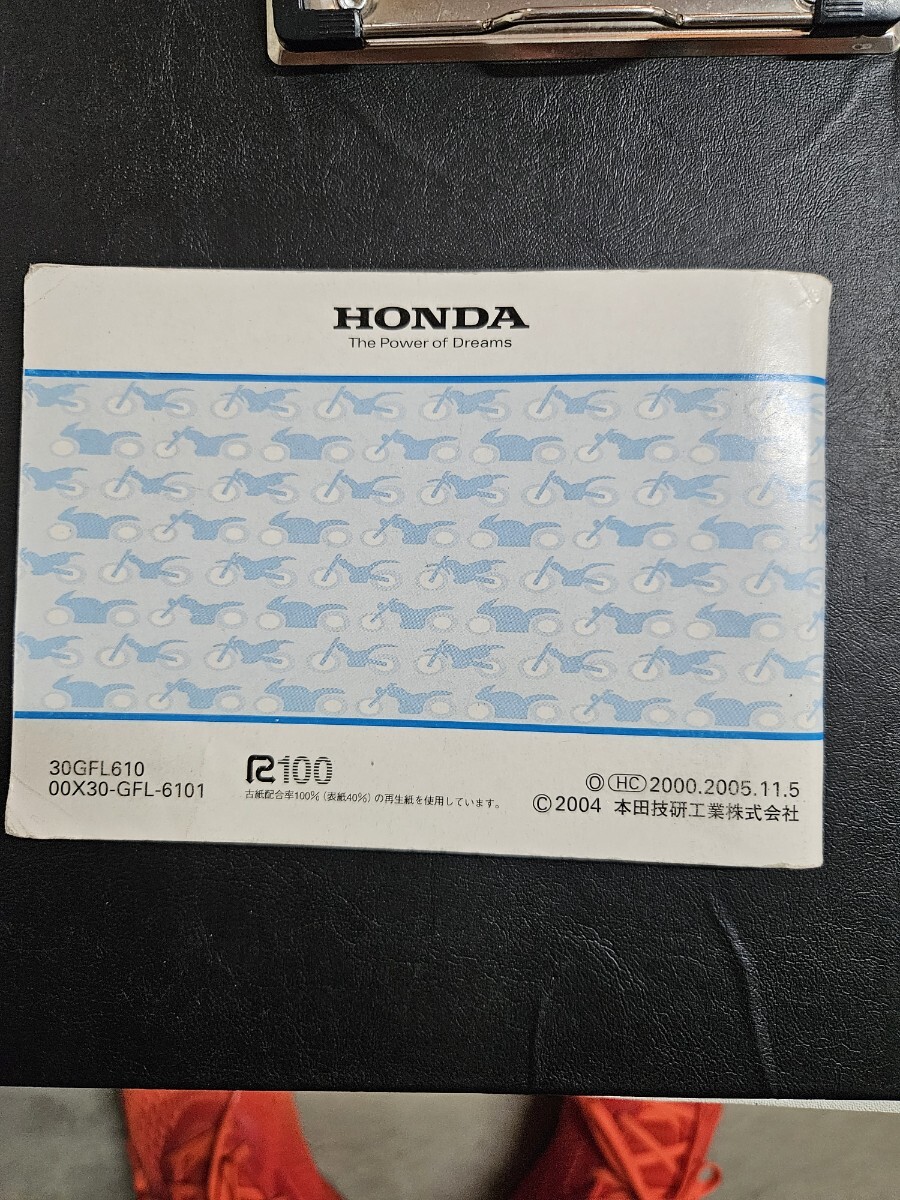 HONDA
The Power of Dreams
30GFL610
00X30-GFL-6101
R100
古紙配合率100%(表紙40%)の再生紙を使用しています。
Ⓞ HC 2000.2005.11.5
©2004 本田技研工業株式会社